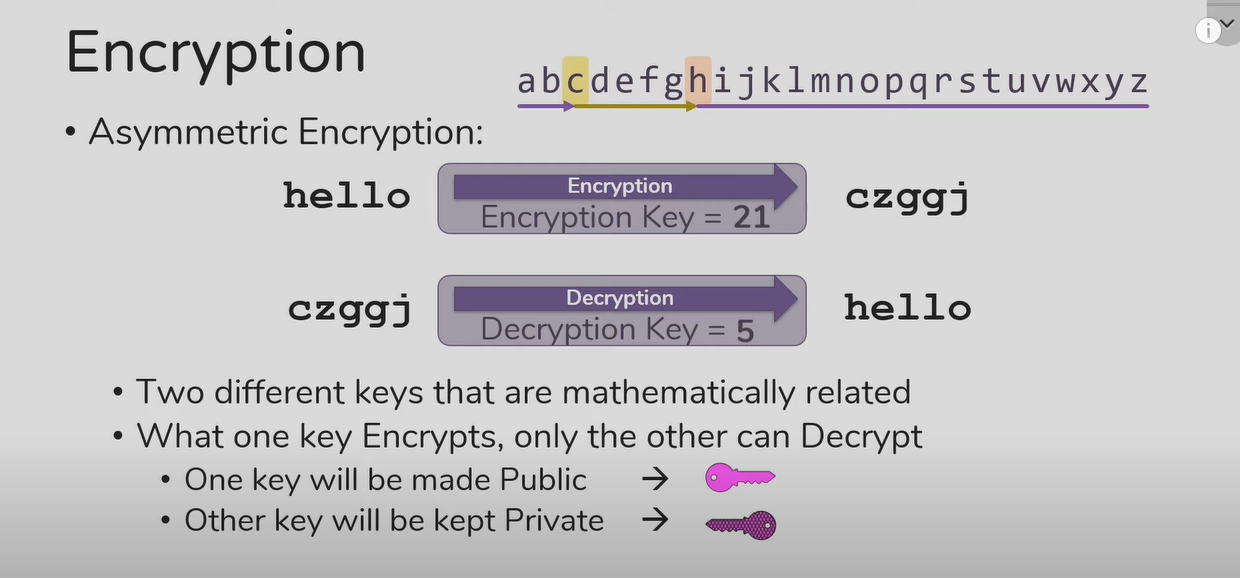 Encryption
abcdefghijklmnopqrstuvwxyz
• Asymmetric Encryption:
hello Encryption czggj
Encryption Key = 21
czggj Decryption hello
Decryption Key = 5
• Two different keys that are mathematically related
• What one key Encrypts, only the other can Decrypt
• One key will be made Public →
• Other key will be kept Private →